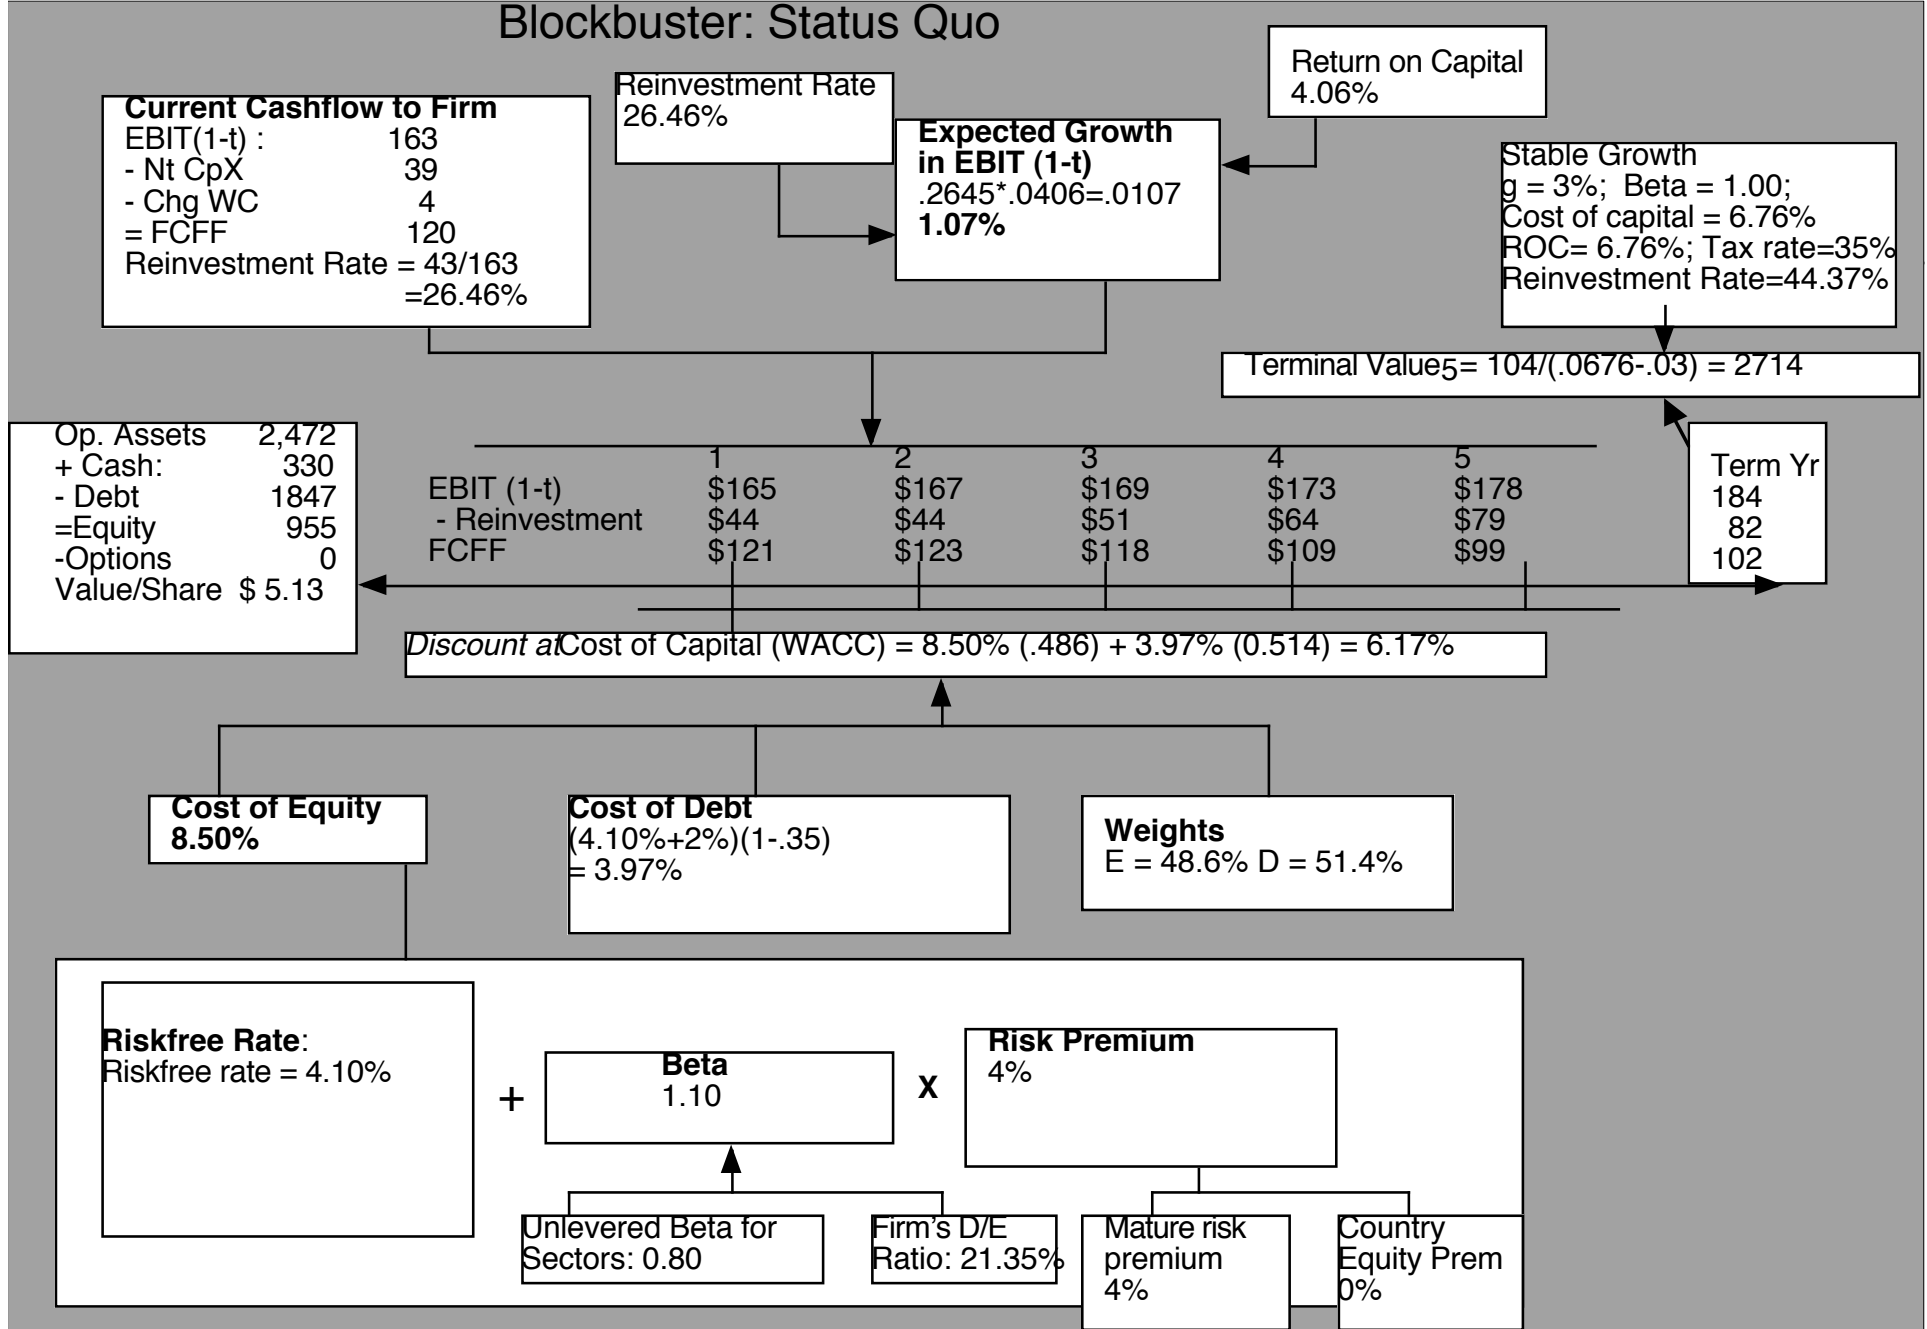 Blockbuster: Status Quo
Return on Capital
4.06%
Reinvestment Rate
26.46%
Current Cashflow to Firm
EBIT(1-t) : 163
- Nt CpX 39
- Chg WC 4
= FCFF 120
Reinvestment Rate = 43/163
=26.46%
Expected Growth
in EBIT (1-t)
.2645*.0406=.0107
1.07%
Stable Growth
g = 3%; Beta = 1.00;
Cost of capital = 6.76%
ROC= 6.76%; Tax rate=35%
Reinvestment Rate=44.37%
Terminal Value5= 104/(.0676-.03) = 2714
Op. Assets 2,472
+ Cash: 330
- Debt 1847
=Equity 955
-Options 0
Value/Share $ 5.13
1 2 3 4 5
EBIT (1-t) $165 $167 $169 $173 $178
- Reinvestment $44 $44 $51 $64 $79
FCFF $121 $123 $118 $109 $99
Term Yr
184
82
102
Discount at Cost of Capital (WACC) = 8.50% (.486) + 3.97% (0.514) = 6.17%
Cost of Equity
8.50%
Cost of Debt
(4.10%+2%)(1-.35)
= 3.97%
Weights
E = 48.6% D = 51.4%
Riskfree Rate:
Riskfree rate = 4.10%
+
Beta
1.10
X
Risk Premium
4%
Unlevered Beta for
Sectors: 0.80
Firm's D/E
Ratio: 21.35%
Mature risk
premium
4%
Country
Equity Prem
0%